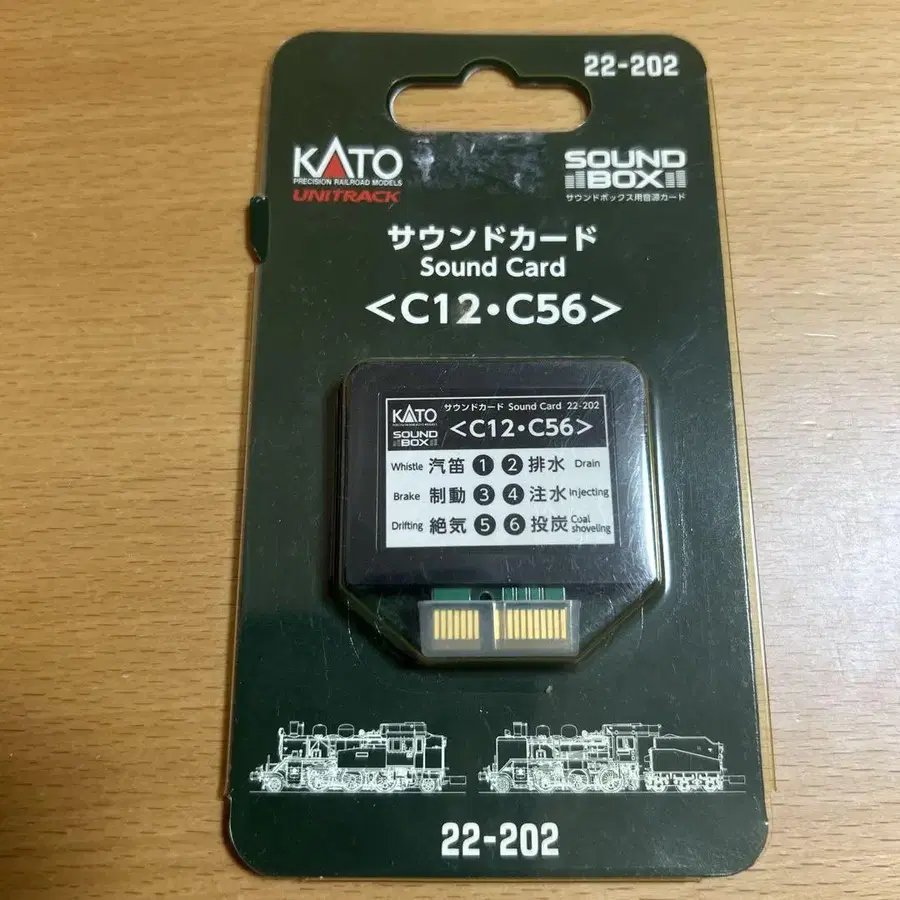 22-202
KATO
PRECISION RAILROAD MODELS
UNITRACK
SOUND
BOX
サウンドボックス用音源カード
サウンドカード
Sound Card
<C12・C56>
KATO
PRECISION RAILROAD MODELS
サウンドカード Sound Card 22-202
SOUND
BOX
<C12・C56>
Whistle 汽笛 1 2 排水 Drain
Brake 制動 3 4 注水 Injecting
Drifting 絶気 5 6 投炭 Coal shoveling
22-202